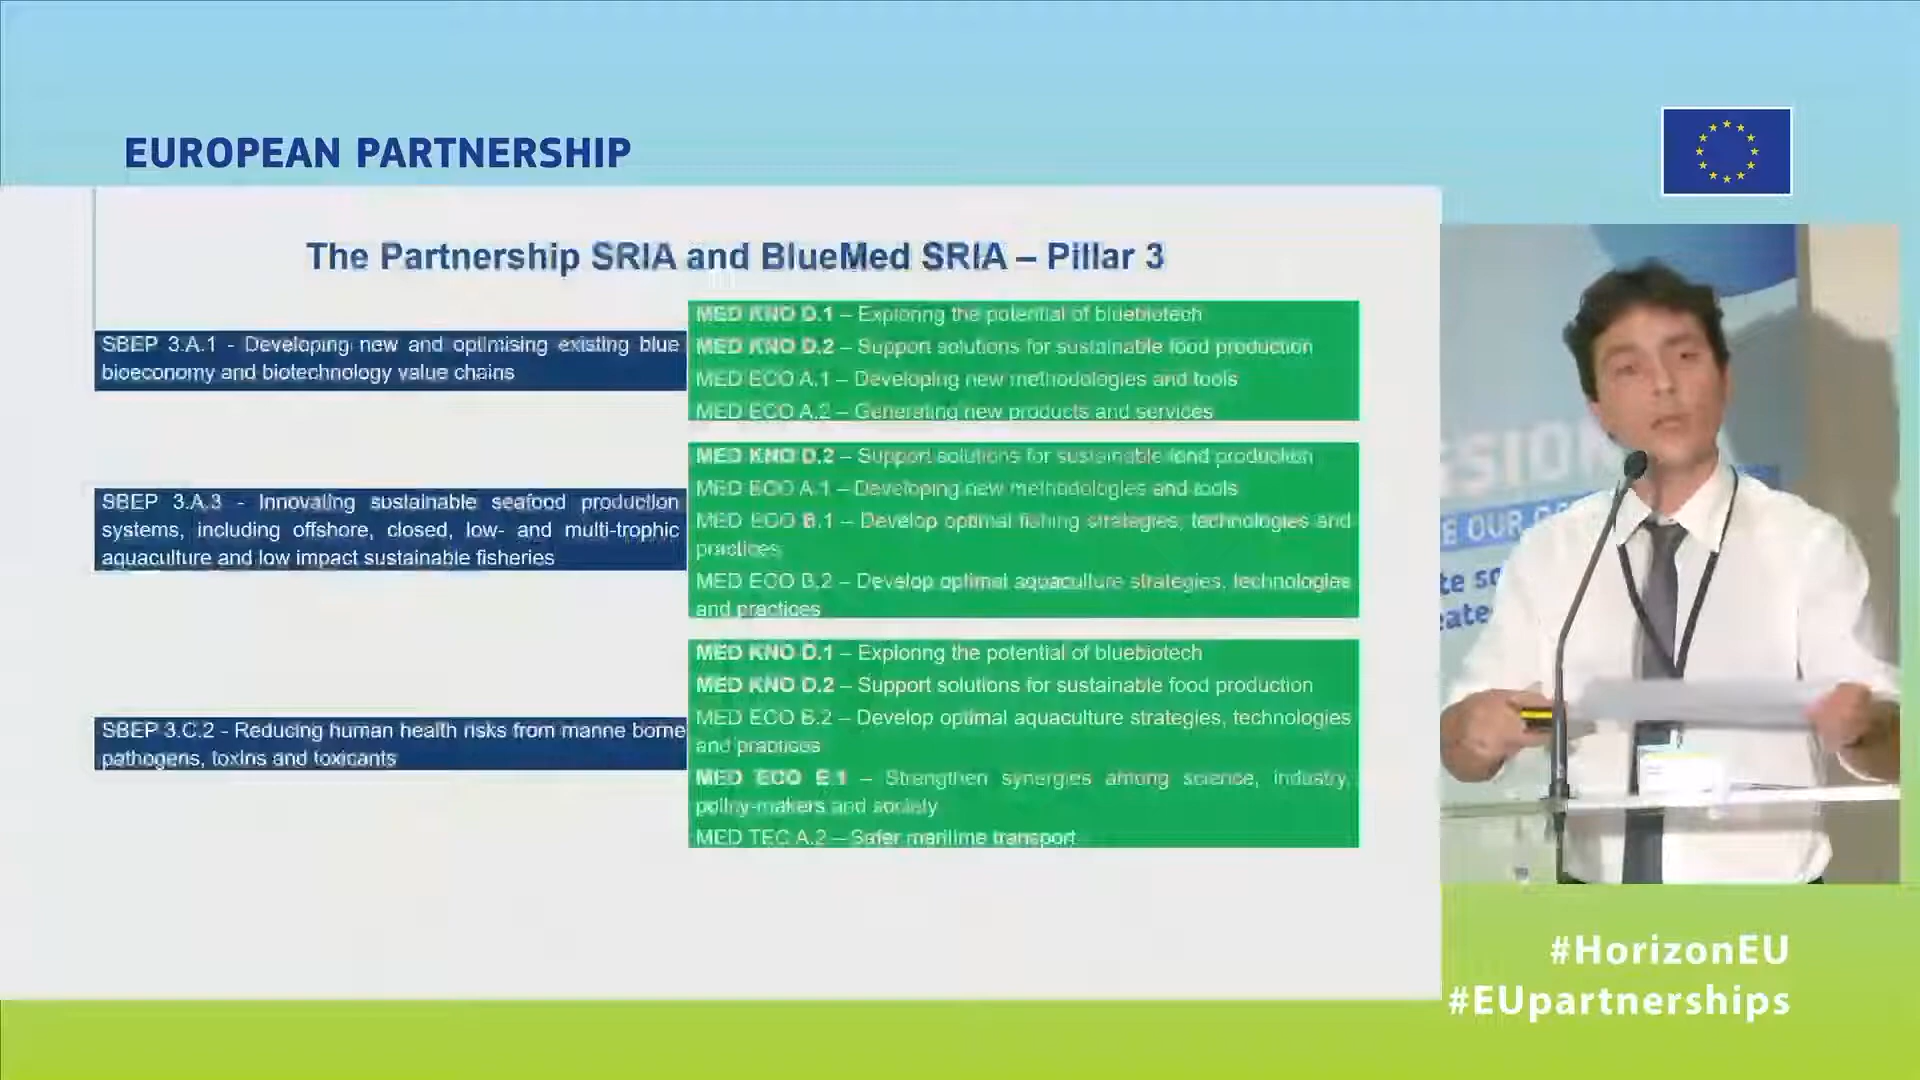 EUROPEAN PARTNERSHIP
The Partnership SRIA and BlueMed SRIA – Pillar 3
SBEP 3.A.1 - Developing new and optimising existing blue
bioeconomy and biotechnology value chains
MED KNO D.1 – Exploring the potential of bluebiotech
MED KNO D.2 – Support solutions for sustainable food production
MED ECO A.1 – Developing new methodologies and tools
MED ECO A.2 – Generating new products and services
SBEP 3.A.3 - Innovating sustainable seafood production
systems, including offshore, closed, low- and multi-trophic
aquaculture and low impact sustainable fisheries
MED KNO D.2 – Support solutions for sustainable food production
MED ECO A.1 – Developing new methodologies and tools
MED ECO B.1 – Develop optimal fishing strategies, technologies and
practices
MED ECO B.2 – Develop optimal aquaculture strategies, technologies
and practices
SBEP 3.C.2 - Reducing human health risks from marine borne
pathogens, toxins and toxicants
MED KNO D.1 – Exploring the potential of bluebiotech
MED KNO D.2 – Support solutions for sustainable food production
MED ECO B.2 – Develop optimal aquaculture strategies, technologies
and practices
MED ECO E.1 – Strengthen synergies among science, industry,
policy-makers and society
MED TEC A.2 – Safer maritime transport
SSION
E OUR
te so
eate
#HorizonEU
#EUpartnerships